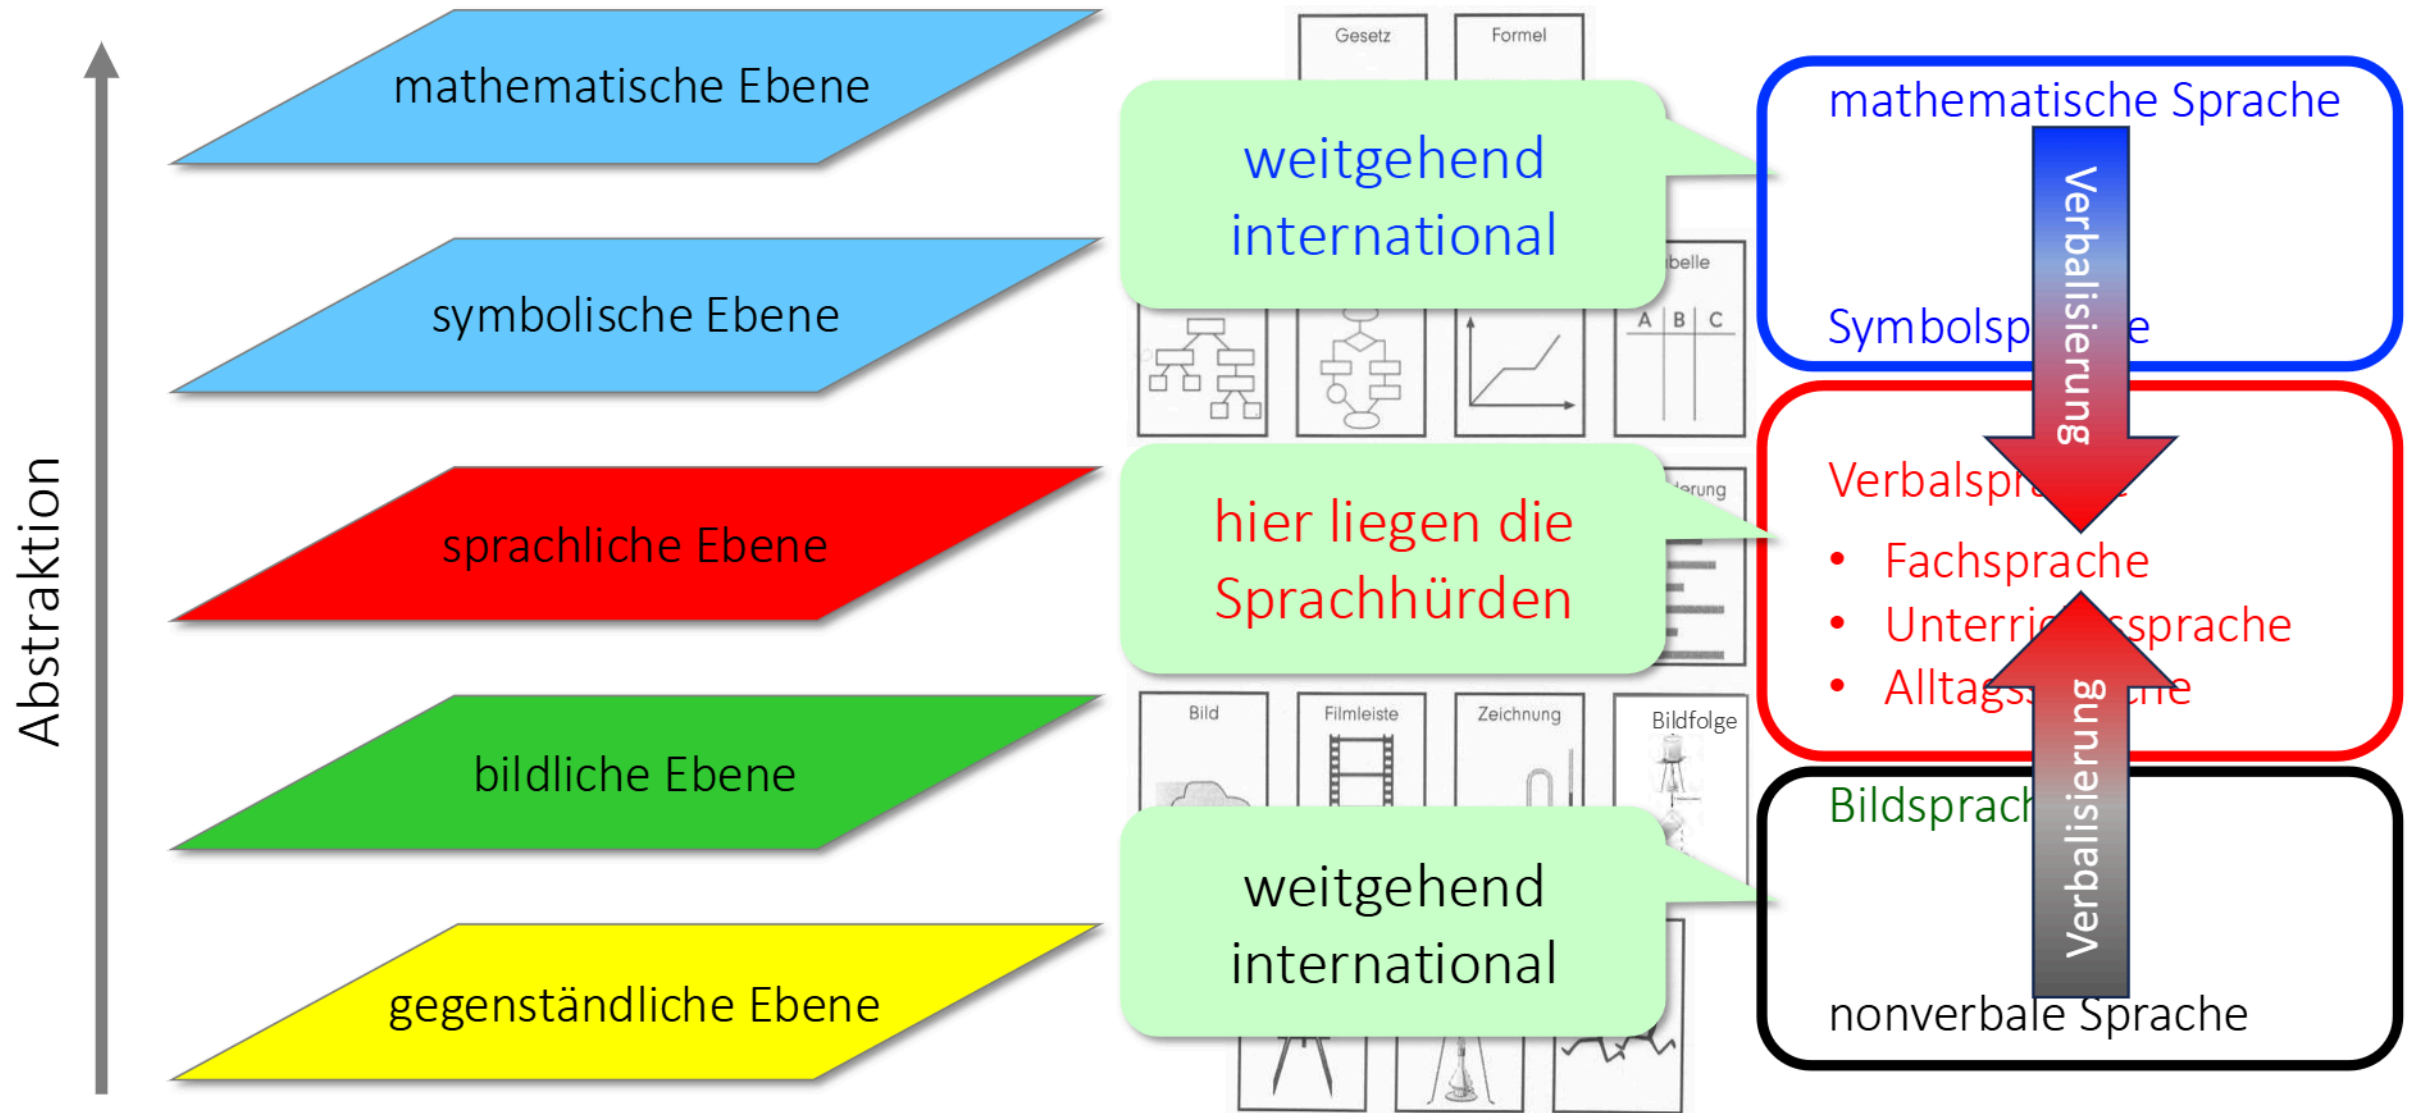 mathematische Ebene
symbolische Ebene
sprachliche Ebene
bildliche Ebene
gegenständliche Ebene
Abstraktion
Gesetz
Formel
weitgehend
international
A B C
hier liegen die
Sprachhürden
Bild
Filmleiste
Zeichnung
Bildfolge
weitgehend
international
mathematische Sprache
Verbalisierung
• Fachsprache
Verbalisierung
nonverbale Sprache